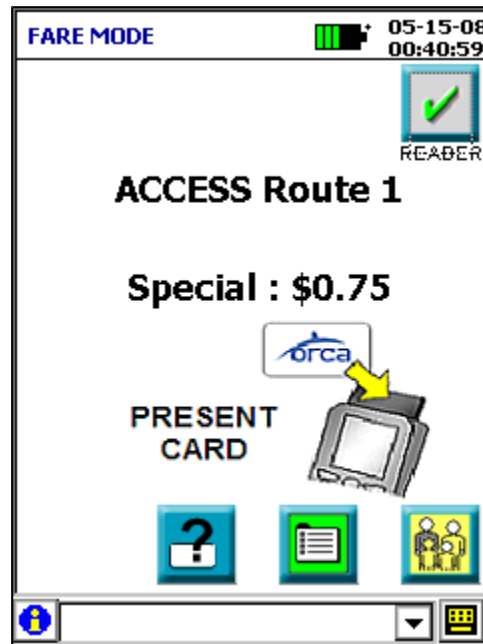 FARE MODE
05-15-08
00:40:59
READER
ACCESS Route 1
Special : $0.75
orca
PRESENT
CARD